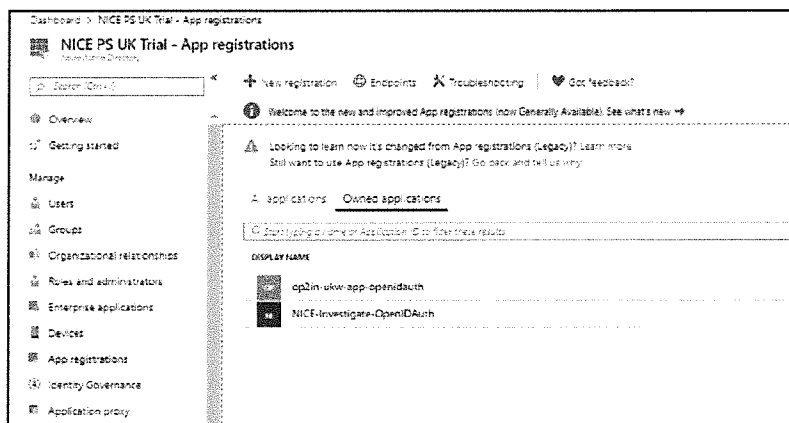 Dashboard > NICE PS UK Trial - App registrations
NICE PS UK Trial - App registrations
Azure Active Directory
Search (Ctrl+/)
«
Overview
Getting started
Manage
Users
Groups
Organizational relationships
Roles and administrators
Enterprise applications
Devices
App registrations
Identity Governance
Application proxy
New registration Endpoints Troubleshooting Got feedback?
Welcome to the new and improved App registrations (now Generally Available). See what's new →
Looking to learn how it's changed from App registrations (Legacy)? Learn more
Still want to use App registrations (Legacy)? Go back and tell us why
All applications Owned applications
Start typing a name or Application ID to filter these results
DISPLAY NAME
op2in-ukw-app-openidauth
NICE-Investigate-OpenIDAuth